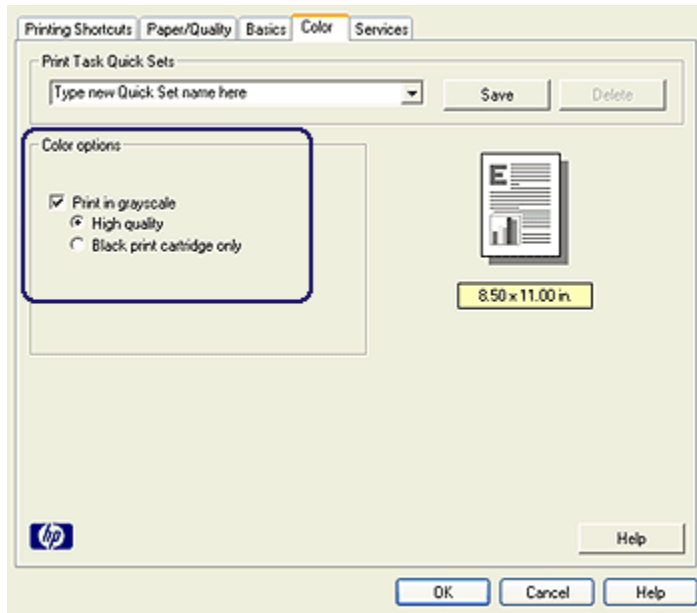 Printing Shortcuts Paper/Quality Basics Color Services
Print Task Quick Sets
Type new Quick Set name here Save Delete
Color options
Print in grayscale
High quality
Black print cartridge only
E
8.50 x 11.00 in.
hp
Help
OK Cancel Help